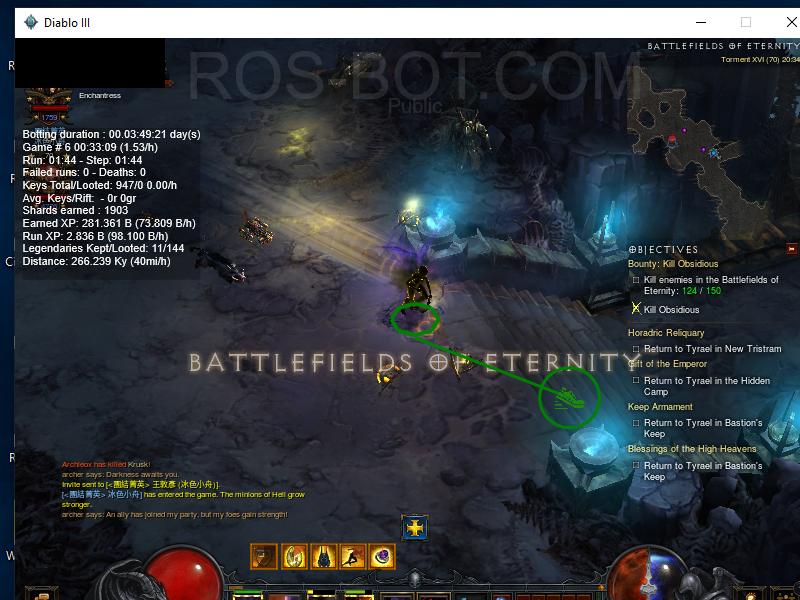 Diablo III
BATTLEFIELDS OF ETERNITY
Torment XVI (70) 20:34
ROS-BOT.COM
Public
Enchantress
1759
Botting duration : 00.03:49:21 day(s)
Game # 6 00:33:09 (1.53/h)
Run: 01:44 - Step: 01:44
Failed runs: 0 - Deaths: 0
Keys Total/Looted: 947/0 0.00/h
Avg. Keys/Rift:  - 0r 0gr
Shards earned : 1903
Earned XP: 281.361 B (73.809 B/h)
Run XP: 2.836 B (98.100 B/h)
Legendaries Kept/Looted: 11/144
Distance: 266.239 Ky (40mi/h)
OBJECTIVES
Bounty: Kill Obsidious
Kill enemies in the Battlefields of
Eternity: 124 / 150
Kill Obsidious
Horadric Reliquary
Return to Tyrael in New Tristram
Gift of the Emperor
Return to Tyrael in the Hidden
Camp
Keep Armament
Return to Tyrael in Bastion's
Keep
Blessings of the High Heavens
Return to Tyrael in Bastion's
Keep
BATTLEFIELDS OF ETERNITY
Archleox has killed Krusk!
archer says: Darkness awaits you.
Invite sent to [<團結菁英> 王敦彥 (冰色小舟)].
[<團結菁英> 冰色小舟] has entered the game. The minions of Hell grow
stronger.
archer says: An ally has joined my party, but my foes gain strength!